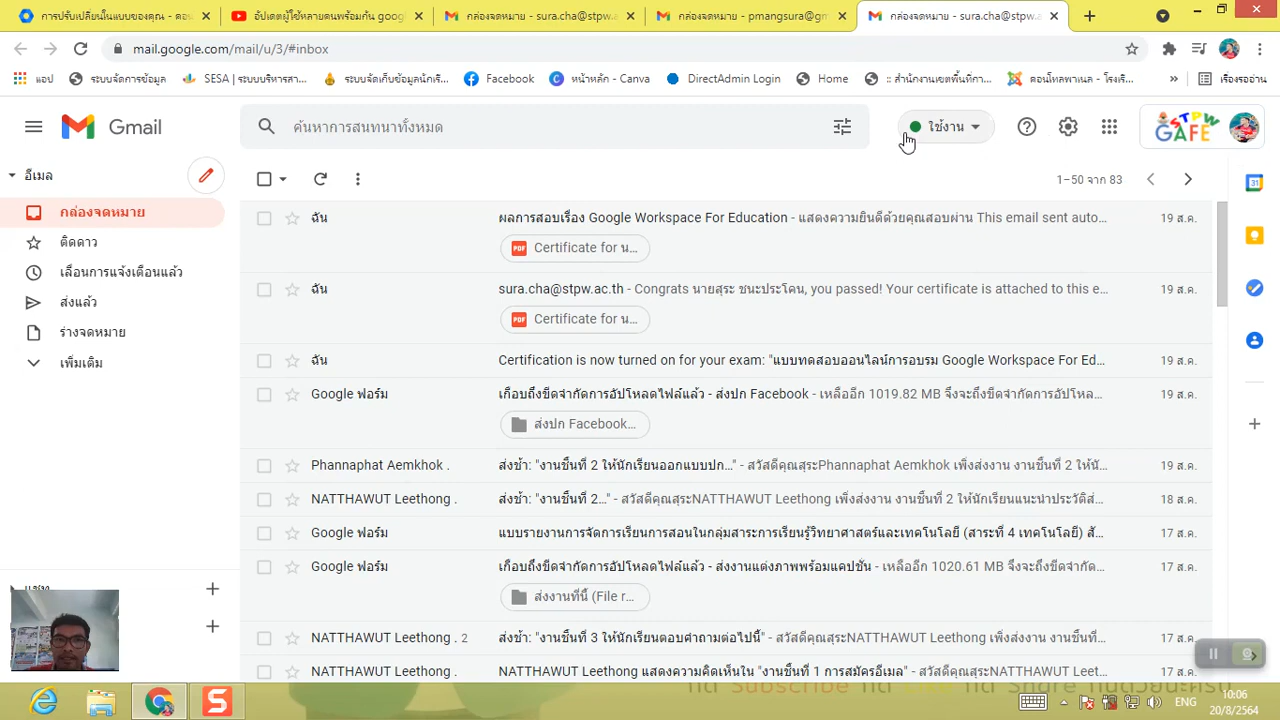 การปรับเปลี่ยนในแบบของคุณ - ตอน
อัปเดตผู้ใช้หลายคนพร้อมกัน goog
กล่องจดหมาย - sura.cha@stpw.ac
กล่องจดหมาย - pmangsura@gm
กล่องจดหมาย - sura.cha@stpw.a
mail.google.com/mail/u/3/#inbox
แอป
ระบบจัดการข้อมูล
SESA | ระบบบริหารสา...
ระบบจัดเก็บข้อมูลนักเรี...
Facebook
หน้าหลัก - Canva
DirectAdmin Login
Home
:: สำนักงานเขตพื้นที่กา...
คอนโทลพาเนล - โรงเรี...
»
เรื่องรออ่าน
Gmail
ค้นหาการสนทนาทั้งหมด
ใช้งาน
STPW
GAFE
อีเมล
1–50 จาก 83
กล่องจดหมาย
ติดดาว
เลื่อนการแจ้งเตือนแล้ว
ส่งแล้ว
ร่างจดหมาย
เพิ่มเติม
ฉัน
ผลการสอบเรื่อง Google Workspace For Education - แสดงความยินดีด้วยคุณสอบผ่าน This email sent auto...
19 ส.ค.
PDF Certificate for น...
ฉัน
sura.cha@stpw.ac.th - Congrats นายสุระ ชนะประโคน, you passed! Your certificate is attached to this e...
19 ส.ค.
PDF Certificate for น...
ฉัน
Certification is now turned on for your exam: "แบบทดสอบออนไลน์การอบรม Google Workspace For Ed...
19 ส.ค.
Google ฟอร์ม
เกือบถึงขีดจำกัดการอัปโหลดไฟล์แล้ว - ส่งปก Facebook - เหลืออีก 1019.82 MB จึงจะถึงขีดจำกัดการอัปโหล...
19 ส.ค.
ส่งปก Facebook...
Phannaphat Aemkhok .
ส่งช้า: "งานชิ้นที่ 2 ให้นักเรียนออกแบบปก..." - สวัสดีคุณสุระPhannaphat Aemkhok เพิ่งส่งงาน งานชิ้นที่ 2 ให้นั...
19 ส.ค.
NATTHAWUT Leethong .
ส่งช้า: "งานชิ้นที่ 2..." - สวัสดีคุณสุระNATTHAWUT Leethong เพิ่งส่งงาน งานชิ้นที่ 2 ให้นักเรียนแนะนำประวัติส่...
18 ส.ค.
Google ฟอร์ม
แบบรายงานการจัดการเรียนการสอนในกลุ่มสาระการเรียนรู้วิทยาศาสตร์และเทคโนโลยี (สาระที่ 4 เทคโนโลยี) สั...
17 ส.ค.
Google ฟอร์ม
เกือบถึงขีดจำกัดการอัปโหลดไฟล์แล้ว - ส่งงานแต่งภาพพร้อมแคปชั่น - เหลืออีก 1020.61 MB จึงจะถึงขีดจำกัดการอัปโหล...
17 ส.ค.
ส่งงานที่นี้ (File r...
NATTHAWUT Leethong . 2
ส่งช้า: "งานชิ้นที่ 3 ให้นักเรียนตอบคำถามต่อไปนี้" - สวัสดีคุณสุระNATTHAWUT Leethong เพิ่งส่งงาน งานชิ้นที่...
17 ส.ค.
NATTHAWUT Leethong .
NATTHAWUT Leethong แสดงความคิดเห็นใน "งานชิ้นที่ 1 การสมัครอีเมล" - สวัสดีคุณสุระNATTHAWUT Leet...
17 ส.ค.
แชท
กด Subscribe กด กด Share กันด้วยนะครับ
ENG
10:06
20/8/2564